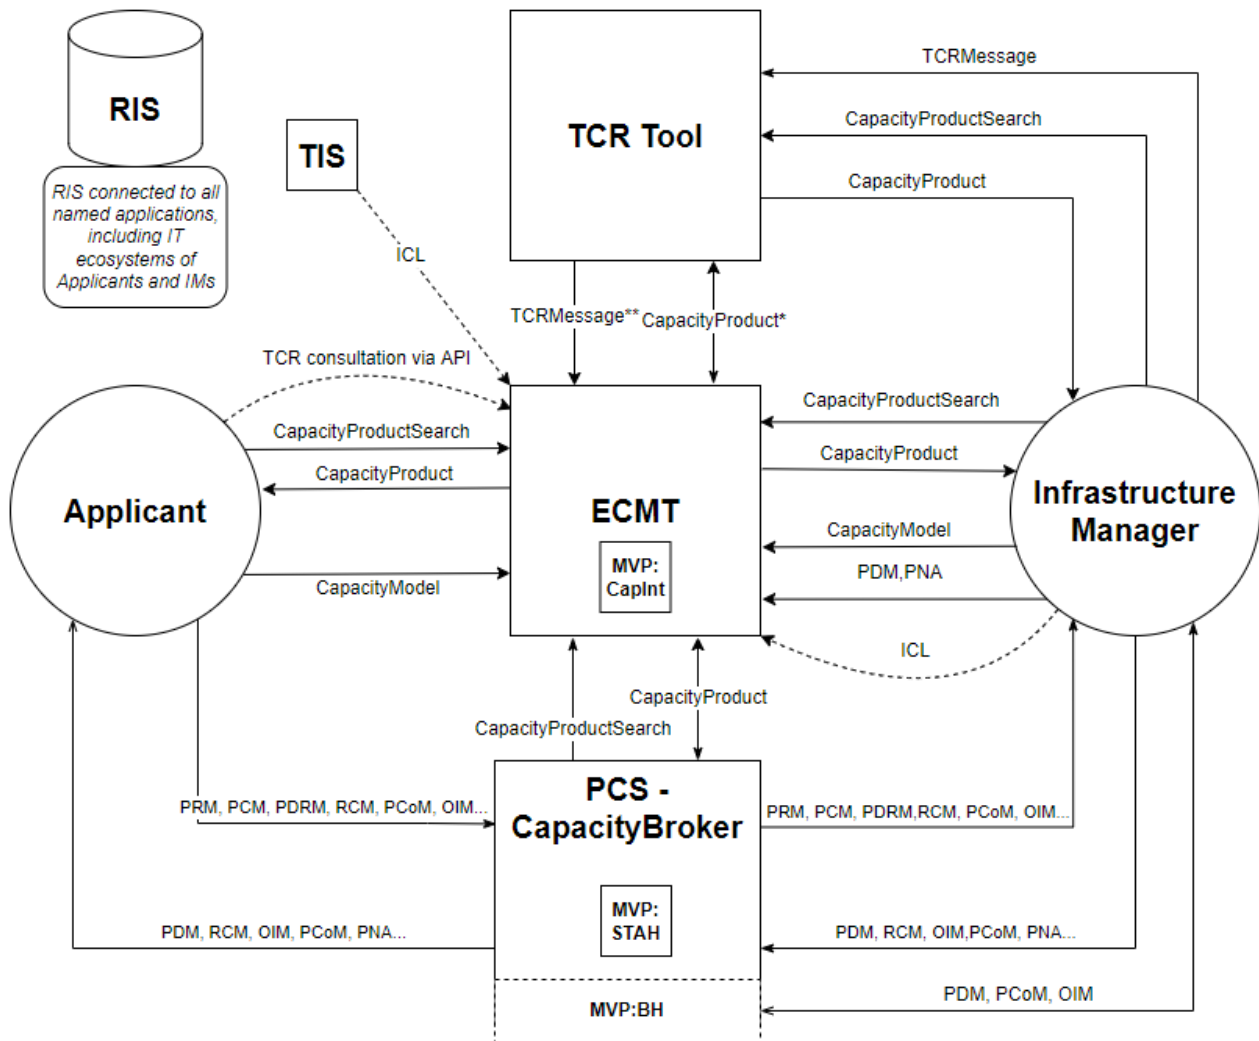 RIS
RIS connected to all
named applications,
including IT
ecosystems of
Applicants and IMs
TIS
ICL
TCR Tool
TCRMessage
CapacityProductSearch
CapacityProduct
TCRMessage**
CapacityProduct*
TCR consultation via API
CapacityProductSearch
CapacityProduct
Applicant
CapacityModel
ECMT
MVP:
CapInt
CapacityProductSearch
CapacityProduct
Infrastructure
Manager
CapacityModel
PDM,PNA
ICL
CapacityProduct
CapacityProductSearch
PCS -
CapacityBroker
PRM, PCM, PDRM, RCM, PCoM, OIM...
PRM, PCM, PDRM,RCM, PCoM, OIM...
MVP:
STAH
PDM, RCM, OIM, PCoM, PNA...
PDM, RCM, OIM,PCoM, PNA...
MVP:BH
PDM, PCoM, OIM